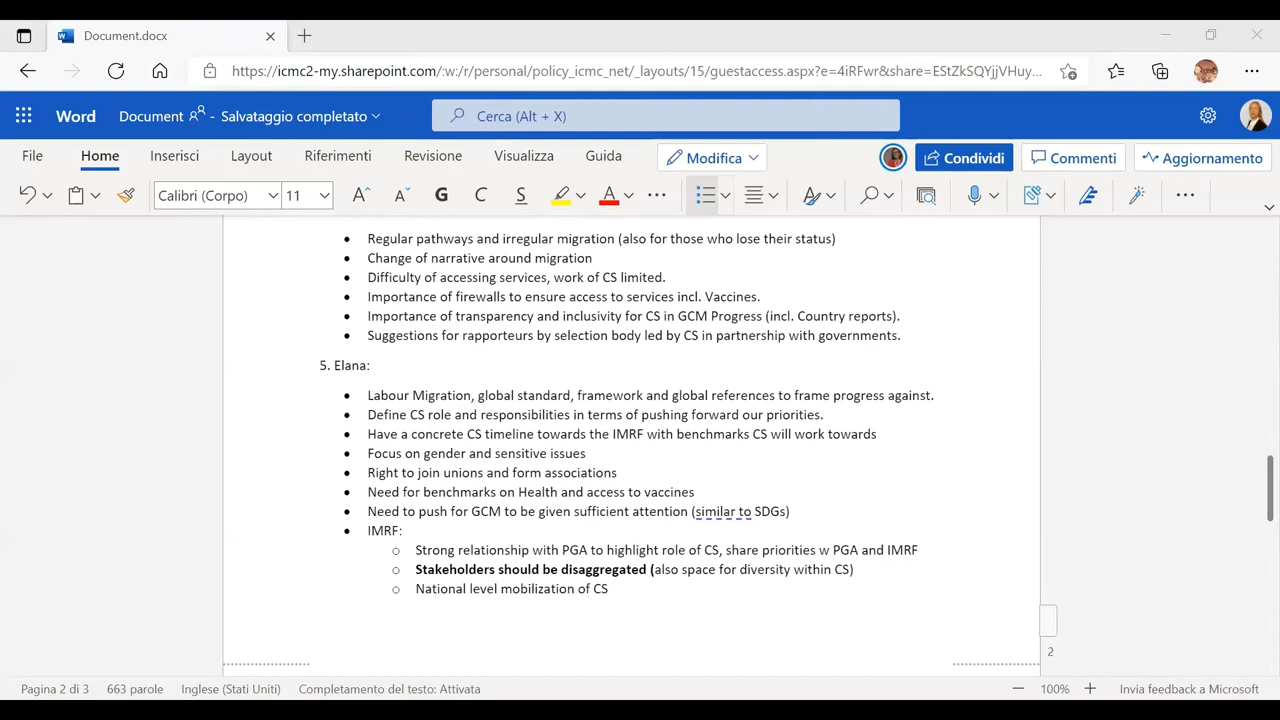 Document.docx
https://icmc2-my.sharepoint.com/:w:/r/personal/policy_icmc_net/_layouts/15/guestaccess.aspx?e=4iRFwr&share=EStZkSQYjjVHuy...
Word Document - Salvataggio completato Cerca (Alt + X)
File Home Inserisci Layout Riferimenti Revisione Visualizza Guida Modifica Condividi Commenti Aggiornamento
Calibri (Corpo) 11 A A G C S A
• Regular pathways and irregular migration (also for those who lose their status)
• Change of narrative around migration
• Difficulty of accessing services, work of CS limited.
• Importance of firewalls to ensure access to services incl. Vaccines.
• Importance of transparency and inclusivity for CS in GCM Progress (incl. Country reports).
• Suggestions for rapporteurs by selection body led by CS in partnership with governments.
5. Elana:
• Labour Migration, global standard, framework and global references to frame progress against.
• Define CS role and responsibilities in terms of pushing forward our priorities.
• Have a concrete CS timeline towards the IMRF with benchmarks CS will work towards
• Focus on gender and sensitive issues
• Right to join unions and form associations
• Need for benchmarks on Health and access to vaccines
• Need to push for GCM to be given sufficient attention (similar to SDGs)
• IMRF:
o Strong relationship with PGA to highlight role of CS, share priorities w PGA and IMRF
o Stakeholders should be disaggregated (also space for diversity within CS)
o National level mobilization of CS
2
Pagina 2 di 3 663 parole Inglese (Stati Uniti) Completamento del testo: Attivata 100% Invia feedback a Microsoft